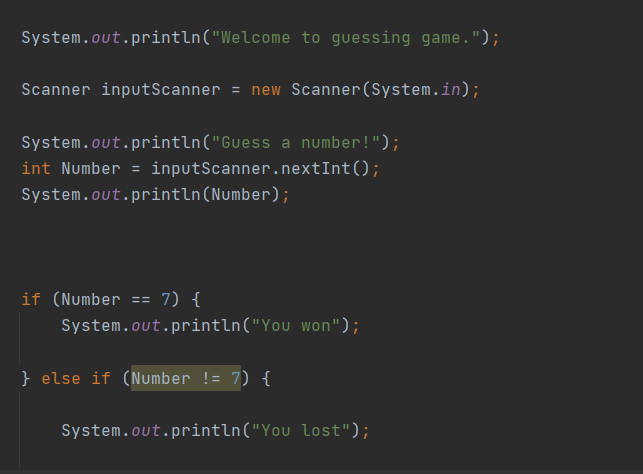 System.out.println("Welcome to guessing game.");
Scanner inputScanner = new Scanner(System.in);
System.out.println("Guess a number!");
int Number = inputScanner.nextInt();
System.out.println(Number);
if (Number == 7) {
System.out.println("You won");
} else if (Number != 7) {
System.out.println("You lost");